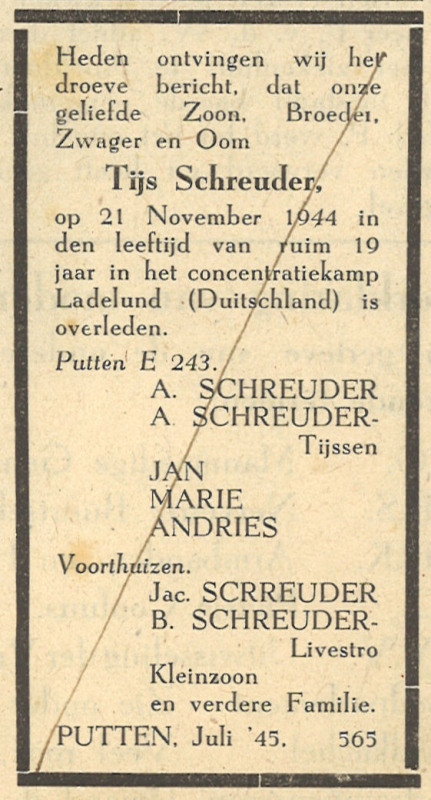 Heden ontvingen wij het
droeve bericht, dat onze
geliefde Zoon, Broeder,
Zwager en Oom
Tijs Schreuder,
op 21 November 1944 in
den leeftijd van ruim 19
jaar in het concentratiekamp
Ladelund (Duitschland) is
overleden.
Putten E 243.
A. SCHREUDER
A SCHREUDER-
Tijssen
JAN
MARIE
ANDRIES
Voorthuizen.
Jac. SCRREUDER
B. SCHREUDER-
Livestro
Kleinzoon
en verdere Familie.
PUTTEN, Juli '45. 565